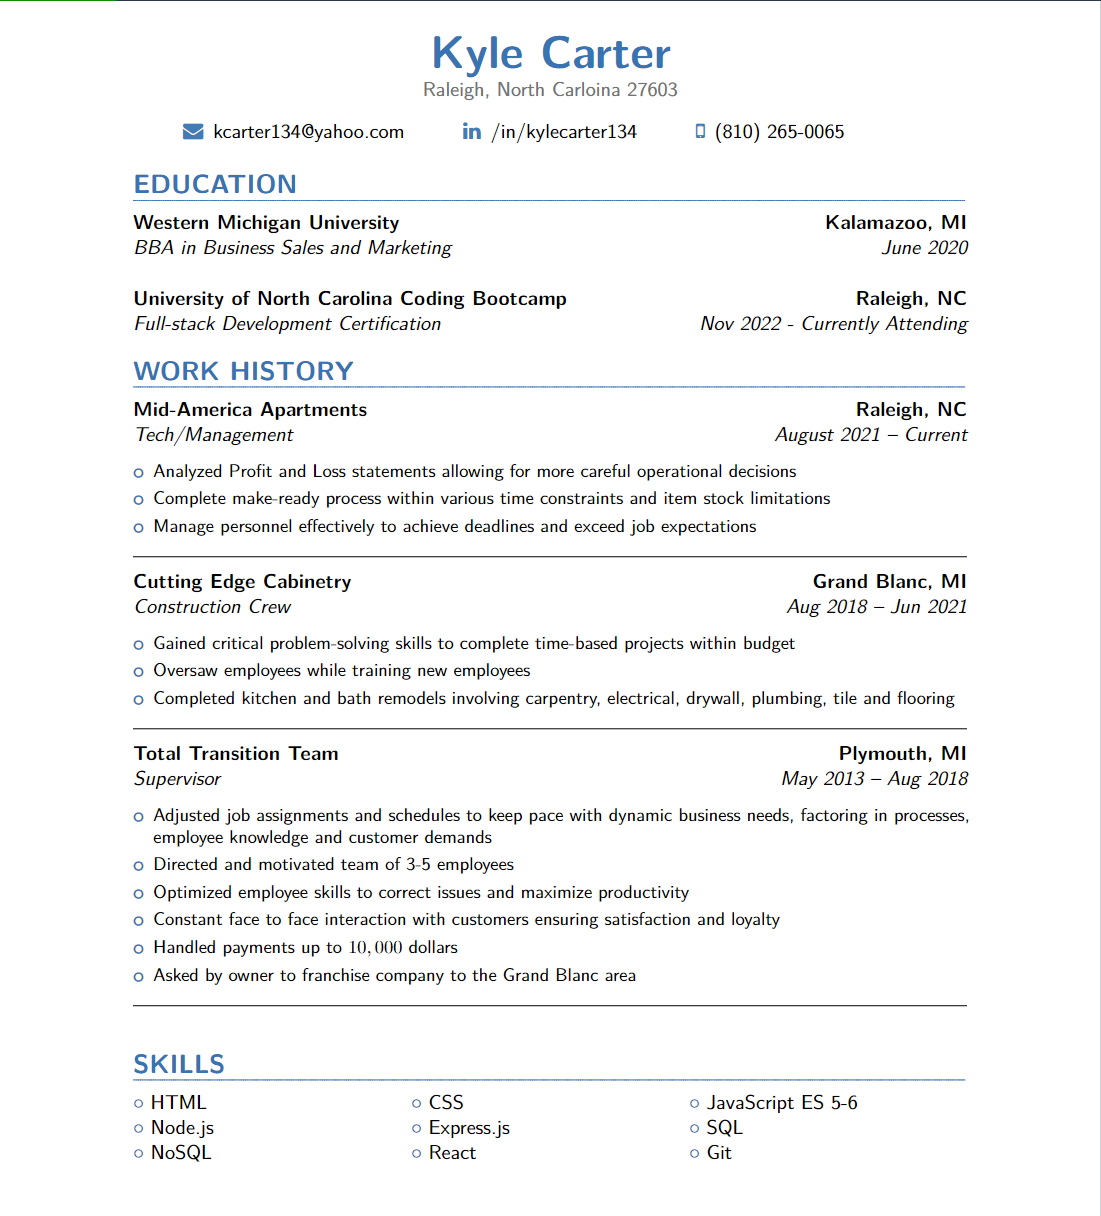 Kyle Carter
Raleigh, North Carloina 27603
kcarter134@yahoo.com /in/kylecarter134 (810) 265-0065
EDUCATION
Western Michigan University Kalamazoo, MI
BBA in Business Sales and Marketing June 2020
University of North Carolina Coding Bootcamp Raleigh, NC
Full-stack Development Certification Nov 2022 - Currently Attending
WORK HISTORY
Mid-America Apartments Raleigh, NC
Tech/Management August 2021 – Current
Analyzed Profit and Loss statements allowing for more careful operational decisions
Complete make-ready process within various time constraints and item stock limitations
Manage personnel effectively to achieve deadlines and exceed job expectations
Cutting Edge Cabinetry Grand Blanc, MI
Construction Crew Aug 2018 – Jun 2021
Gained critical problem-solving skills to complete time-based projects within budget
Oversaw employees while training new employees
Completed kitchen and bath remodels involving carpentry, electrical, drywall, plumbing, tile and flooring
Total Transition Team Plymouth, MI
Supervisor May 2013 – Aug 2018
Adjusted job assignments and schedules to keep pace with dynamic business needs, factoring in processes,
employee knowledge and customer demands
Directed and motivated team of 3-5 employees
Optimized employee skills to correct issues and maximize productivity
Constant face to face interaction with customers ensuring satisfaction and loyalty
Handled payments up to 10,000 dollars
Asked by owner to franchise company to the Grand Blanc area
SKILLS
HTML CSS JavaScript ES 5-6
Node.js Express.js SQL
NoSQL React Git